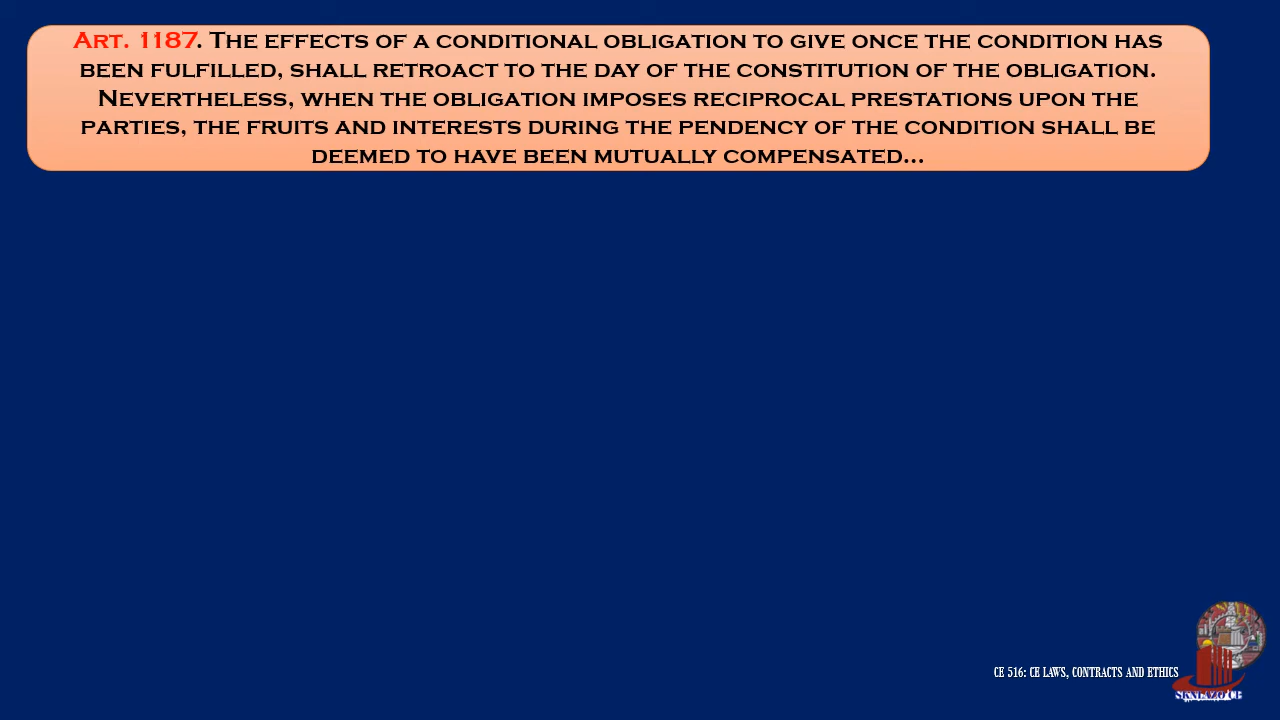 Art. 1187. The effects of a conditional obligation to give once the condition has
been fulfilled, shall retroact to the day of the constitution of the obligation.
Nevertheless, when the obligation imposes reciprocal prestations upon the
parties, the fruits and interests during the pendency of the condition shall be
deemed to have been mutually compensated...
CE 516: CE LAWS, CONTRACTS AND ETHICS